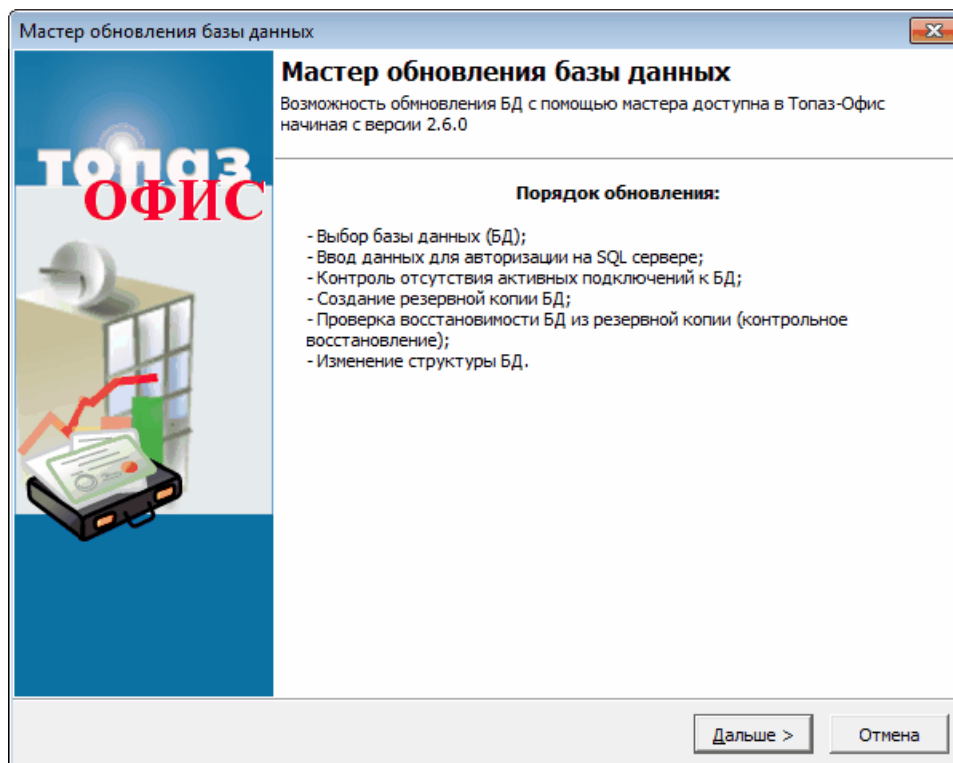 Мастер обновления базы данных
Мастер обновления базы данных
Возможность обмновления БД с помощью мастера доступна в Топаз-Офис
начиная с версии 2.6.0
топаз
ОФИС
Порядок обновления:
- Выбор базы данных (БД);
- Ввод данных для авторизации на SQL сервере;
- Контроль отсутствия активных подключений к БД;
- Создание резервной копии БД;
- Проверка восстановимости БД из резервной копии (контрольное
восстановление);
- Изменение структуры БД.
Дальше >
Отмена